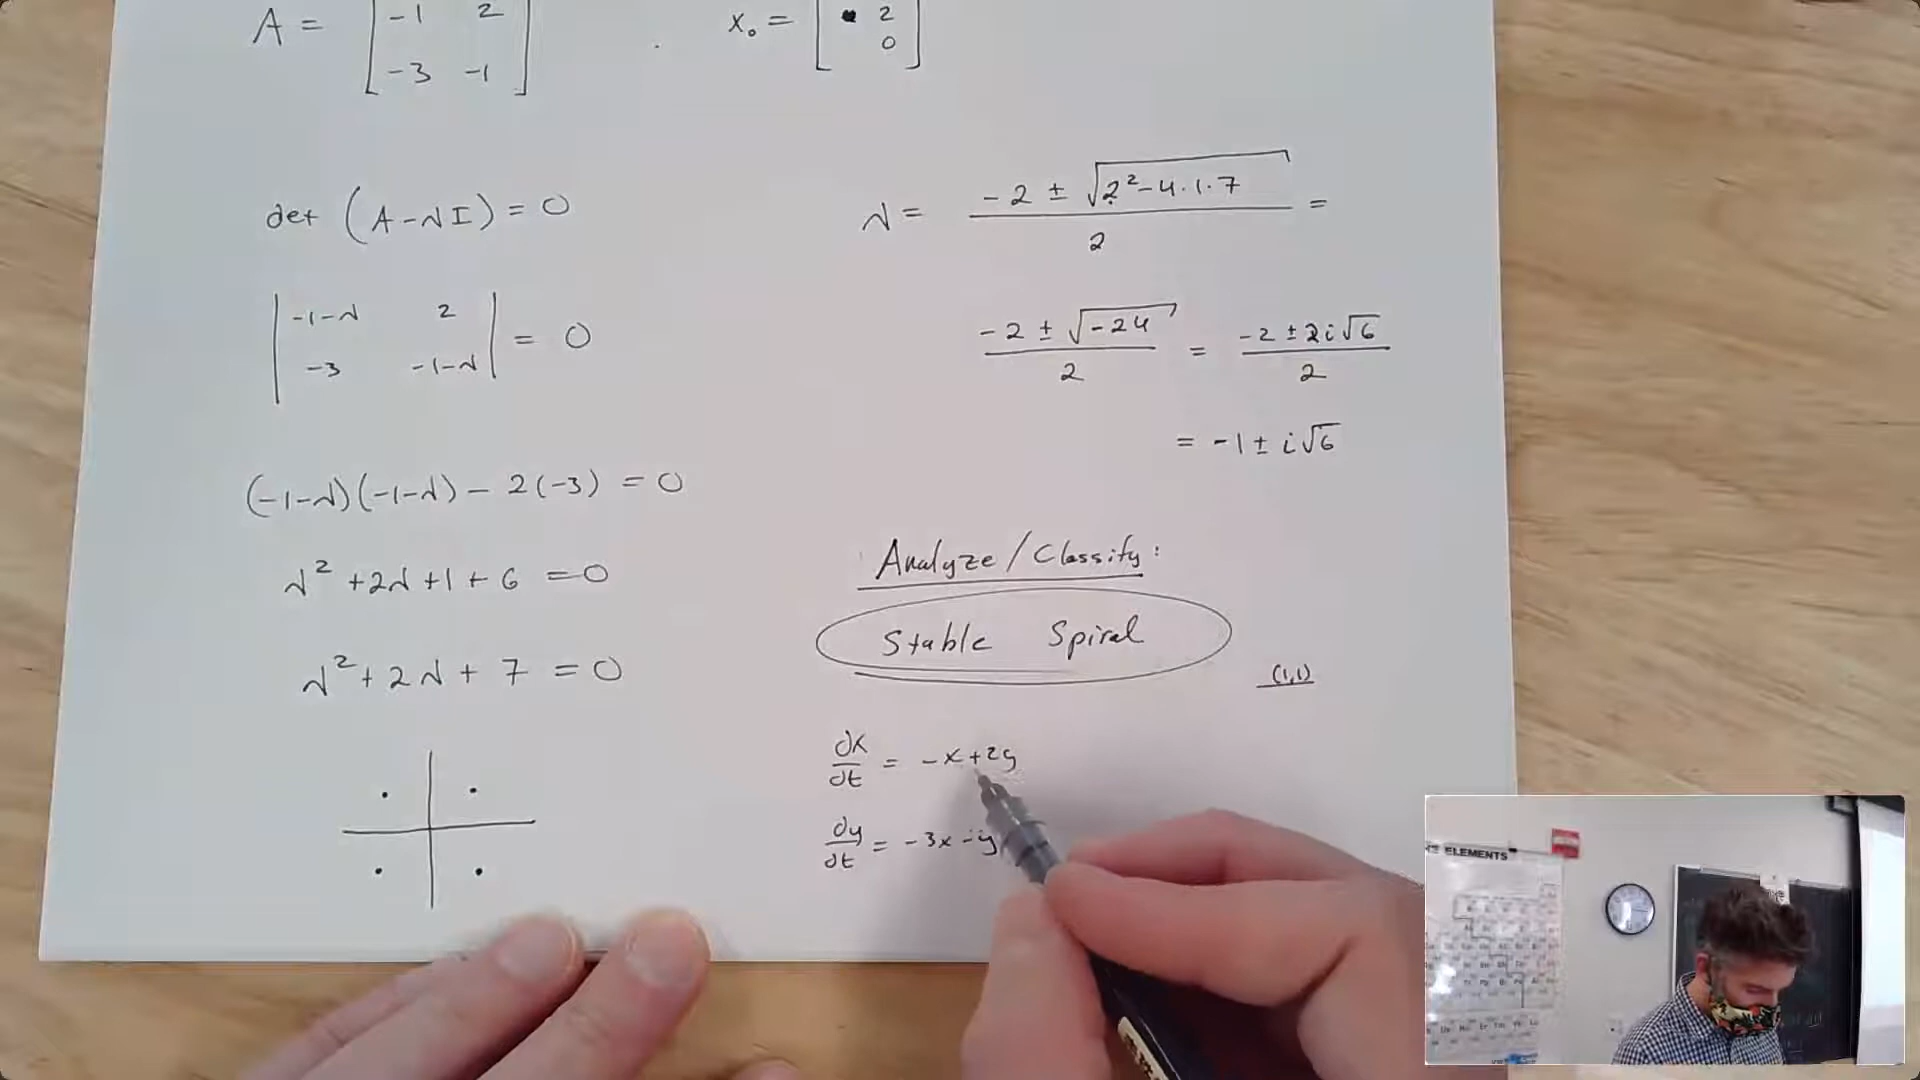 A = [ -1 2
-3 -1 ]
x₀ = [ 2
0 ]
det (A-λI) = 0
| -1-λ 2
-3 -1-λ | = 0
(-1-λ)(-1-λ) - 2(-3) = 0
λ² +2λ +1 + 6 = 0
λ² + 2λ + 7 = 0
λ = (-2 ± √(2²-4·1·7))/2 =
(-2 ± √-24)/2 = (-2 ± 2i√6)/2
= -1 ± i√6
Analyze/Classify:
Stable Spiral
(1,1)
dx/dt = -x+2y
dy/dt = -3x-y
ELEMENTS